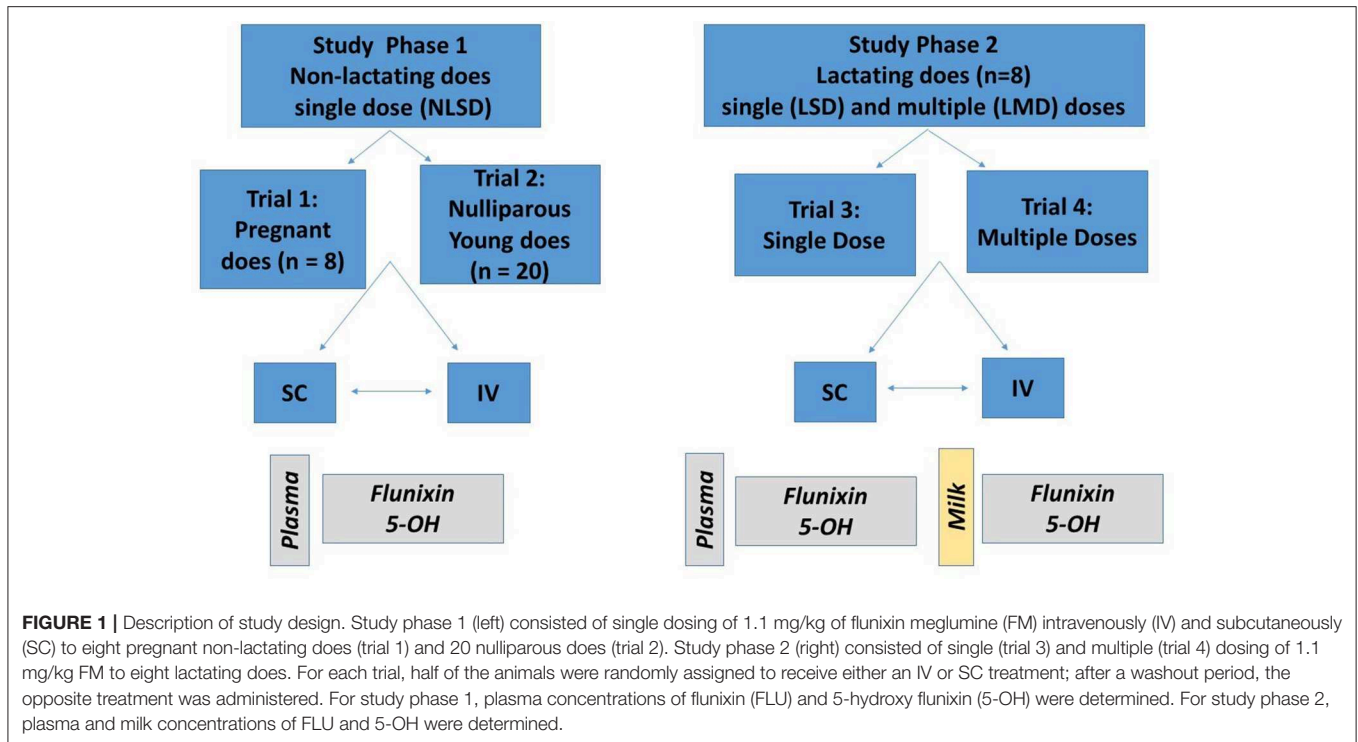 Study Phase 1
Non-lactating does
single dose (NLSD)
Trial 1:
Pregnant
does (n = 8)
Trial 2:
Nulliparous
Young does
(n = 20)
SC
IV
Plasma
Flunixin
5-OH
Study Phase 2
Lactating does (n=8)
single (LSD) and multiple (LMD) doses
Trial 3:
Single Dose
Trial 4:
Multiple Doses
SC
IV
Plasma
Flunixin
5-OH
Milk
Flunixin
5-OH
FIGURE 1 | Description of study design. Study phase 1 (left) consisted of single dosing of 1.1 mg/kg of flunixin meglumine (FM) intravenously (IV) and subcutaneously
(SC) to eight pregnant non-lactating does (trial 1) and 20 nulliparous does (trial 2). Study phase 2 (right) consisted of single (trial 3) and multiple (trial 4) dosing of 1.1
mg/kg FM to eight lactating does. For each trial, half of the animals were randomly assigned to receive either an IV or SC treatment; after a washout period, the
opposite treatment was administered. For study phase 1, plasma concentrations of flunixin (FLU) and 5-hydroxy flunixin (5-OH) were determined. For study phase 2,
plasma and milk concentrations of FLU and 5-OH were determined.